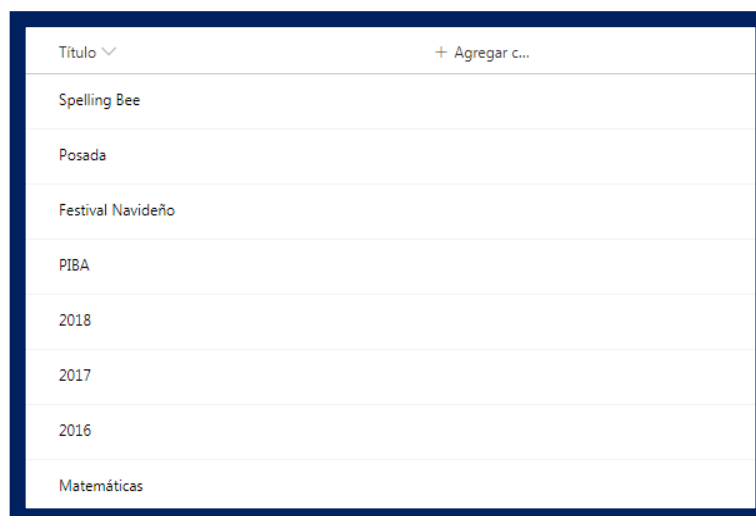 Título
+ Agregar c...
Spelling Bee
Posada
Festival Navideño
PIBA
2018
2017
2016
Matemáticas